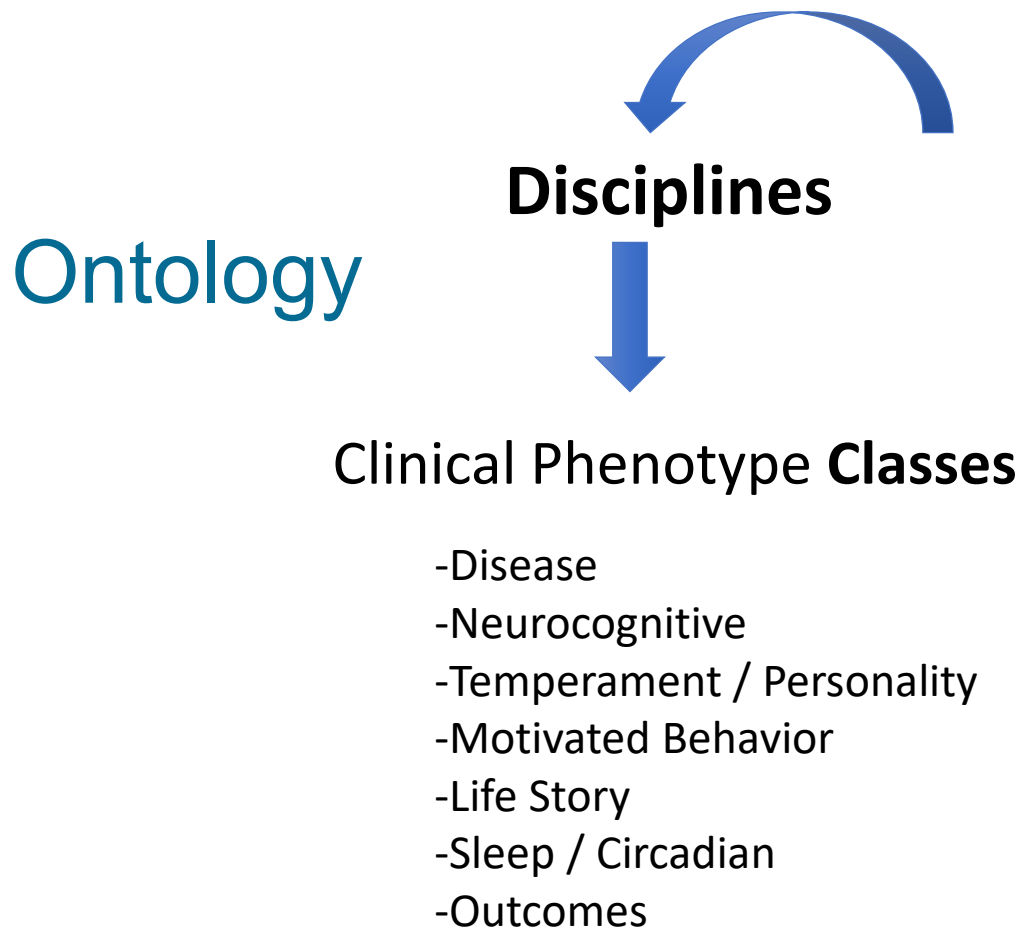 Disciplines
Ontology
Clinical Phenotype Classes
-Disease
-Neurocognitive
-Temperament / Personality
-Motivated Behavior
-Life Story
-Sleep / Circadian
-Outcomes